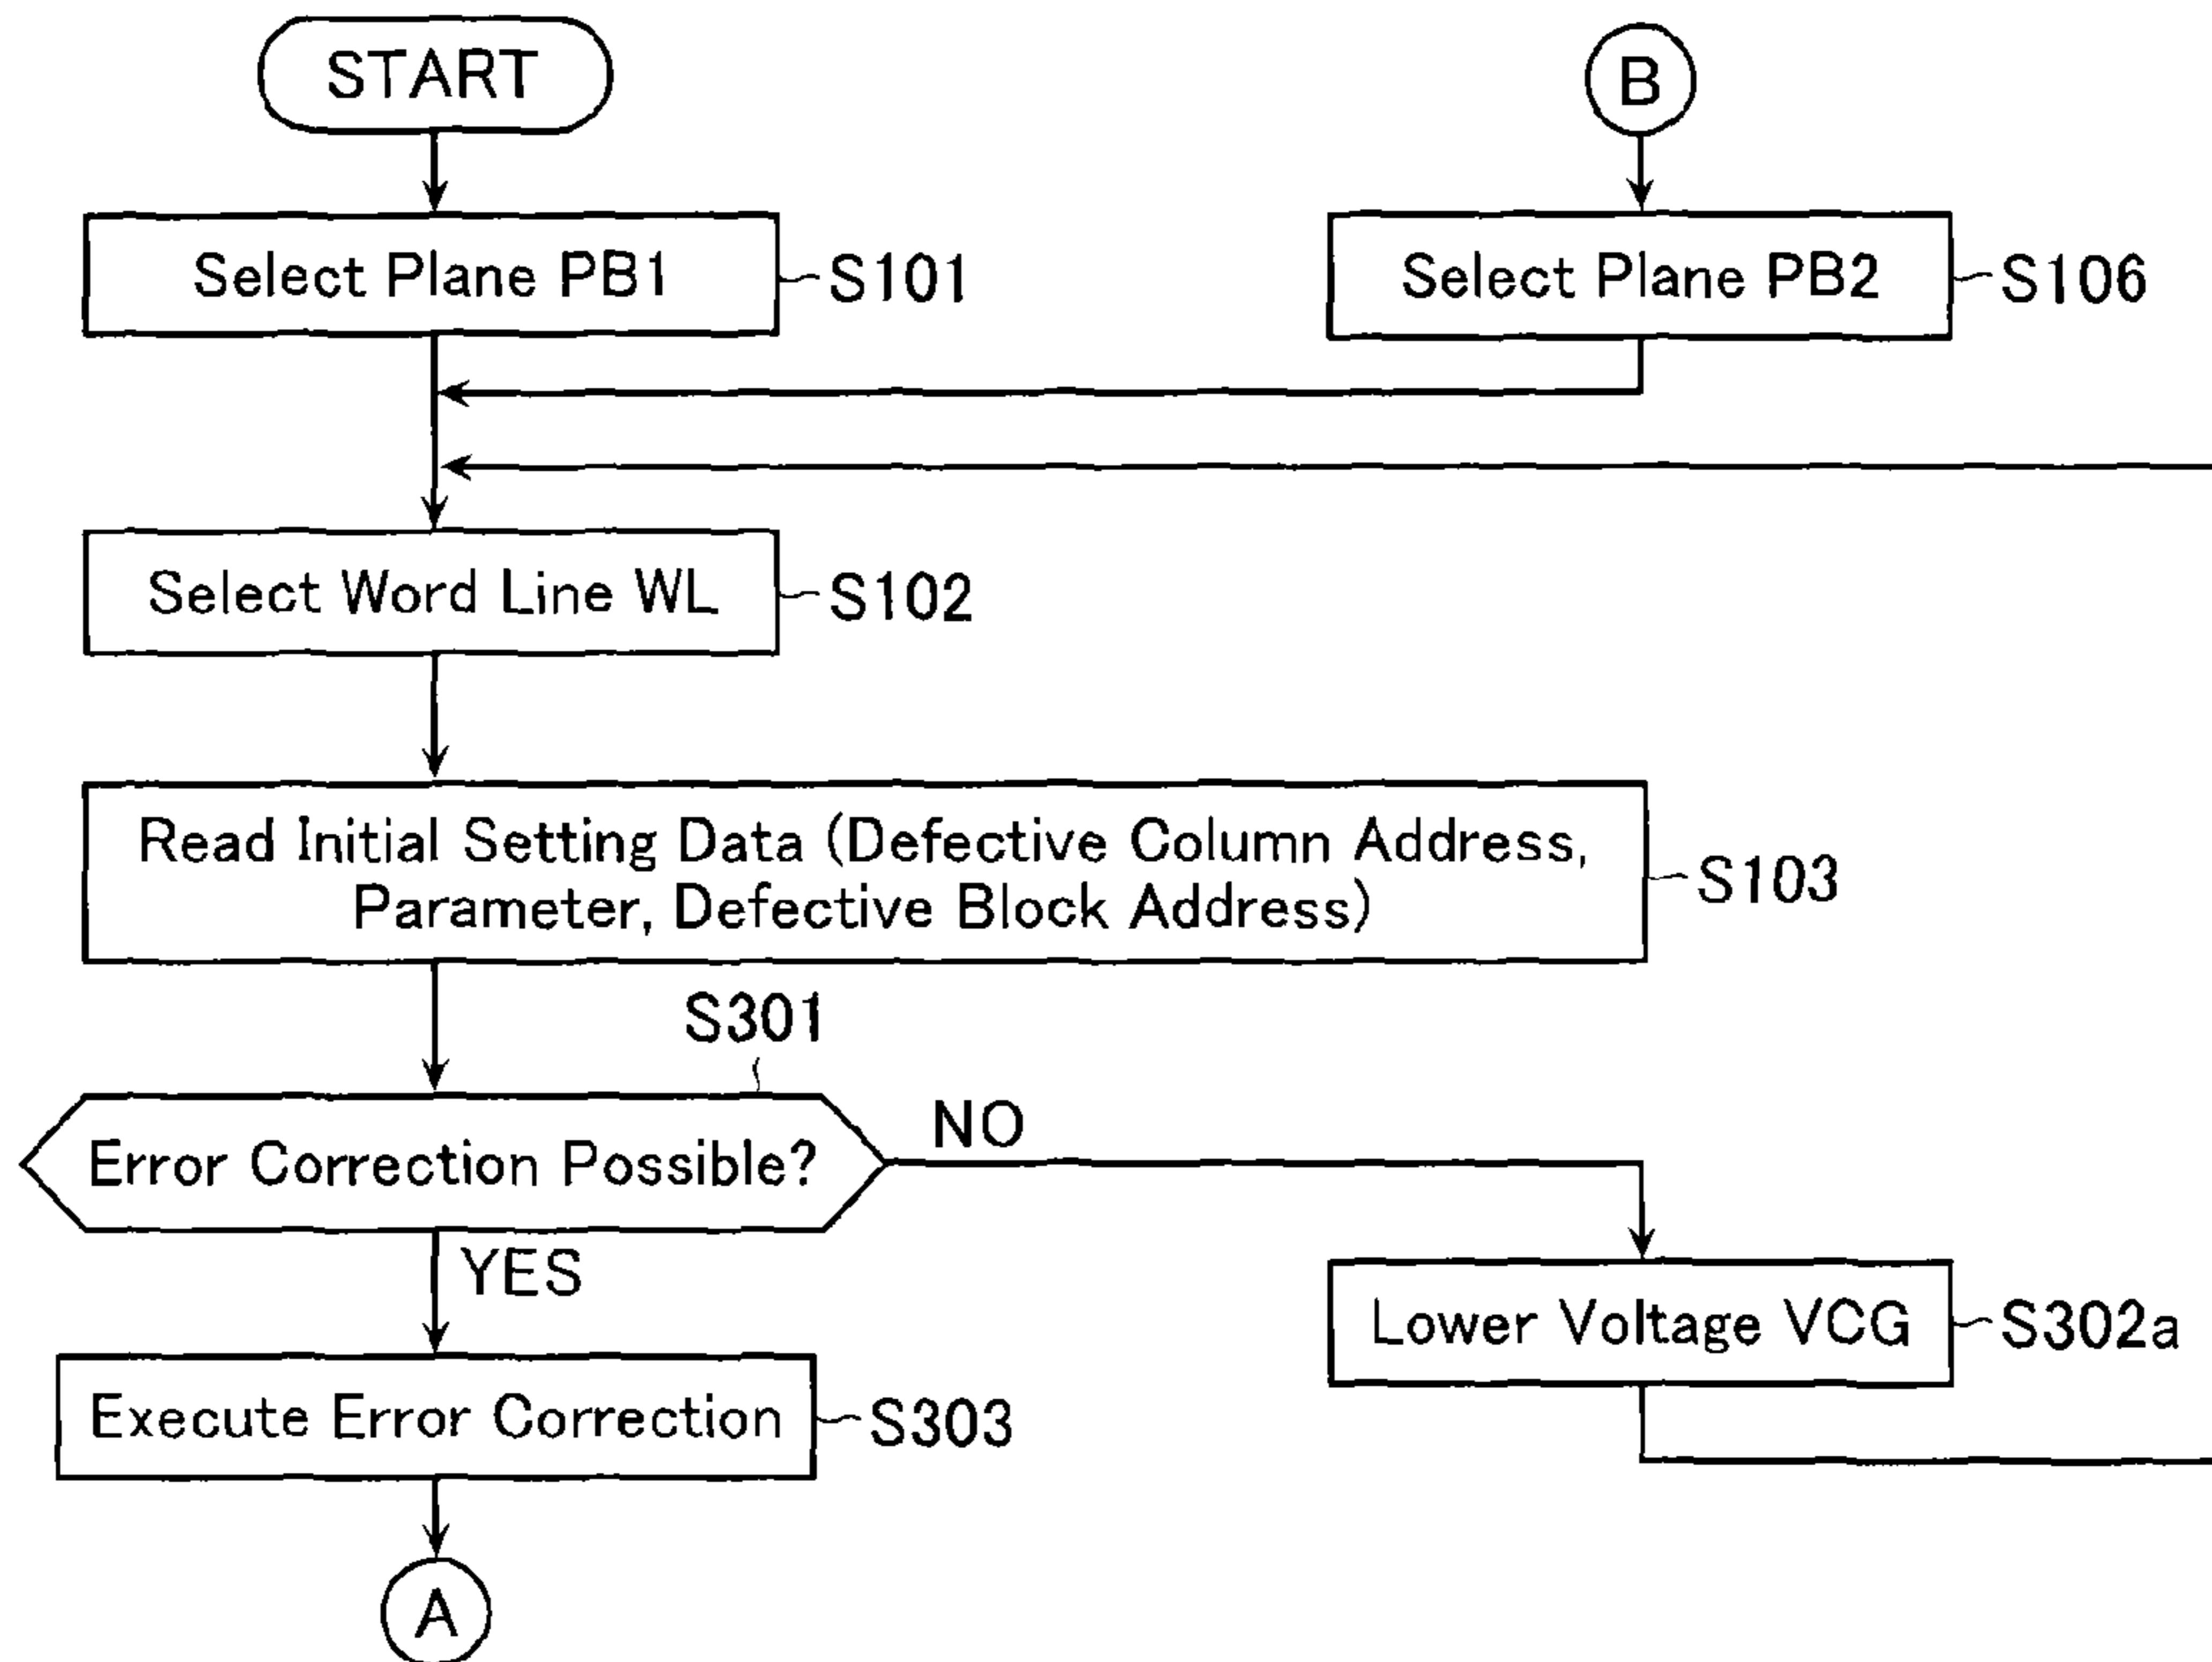 START
B
Select Plane PB1
S101
Select Plane PB2
S106
Select Word Line WL
S102
Read Initial Setting Data (Defective Column Address,
Parameter, Defective Block Address)
S103
S301
Error Correction Possible?
NO
YES
Lower Voltage VCG
S302a
Execute Error Correction
S303
A